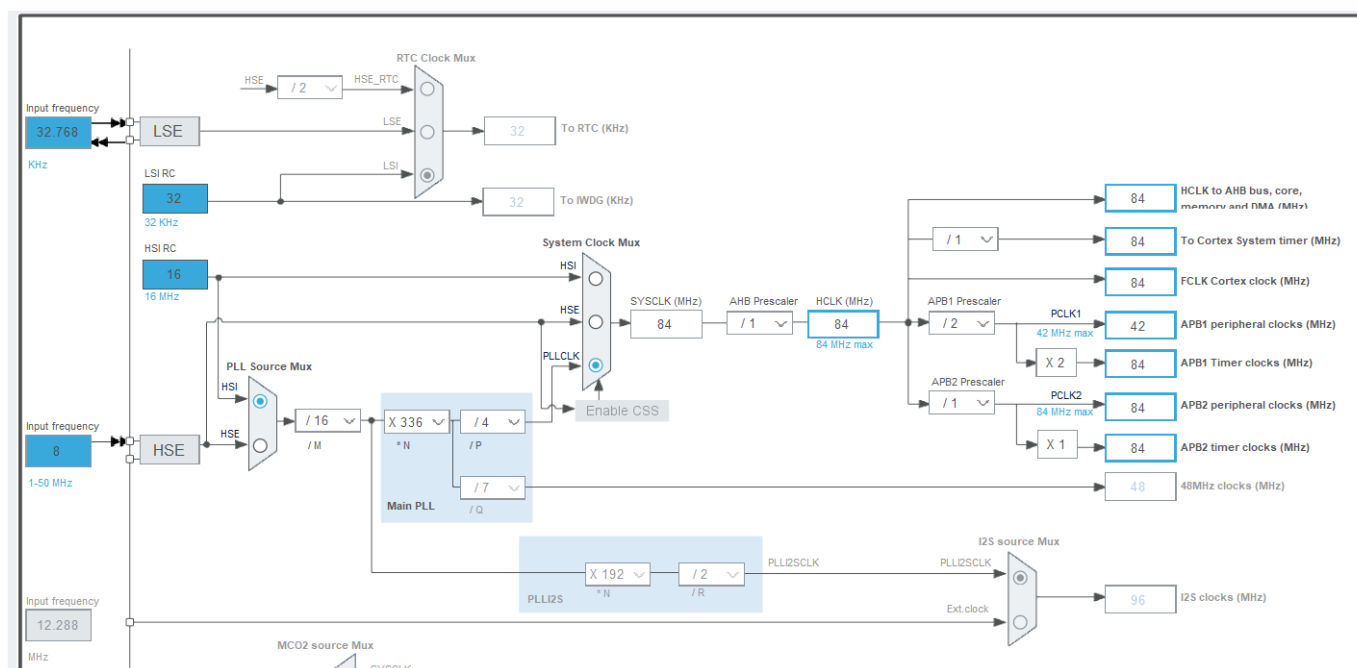 RTC Clock Mux
HSE
/ 2
HSE_RTC
Input frequency
32.768
KHz
LSE
LSE
32
To RTC (KHz)
LSI RC
32
32 KHz
LSI
32
To IWDG (KHz)
HSI RC
16
16 MHz
System Clock Mux
HSI
HSE
PLLCLK
SYSCLK (MHz)
84
AHB Prescaler
/ 1
HCLK (MHz)
84
84 MHz max
84
HCLK to AHB bus, core,
memory and DMA (MHz)
/ 1
84
To Cortex System timer (MHz)
84
FCLK Cortex clock (MHz)
APB1 Prescaler
/ 2
PCLK1
42 MHz max
42
APB1 peripheral clocks (MHz)
X 2
84
APB1 Timer clocks (MHz)
APB2 Prescaler
/ 1
PCLK2
84 MHz max
84
APB2 peripheral clocks (MHz)
X 1
84
APB2 timer clocks (MHz)
PLL Source Mux
HSI
HSE
Enable CSS
Input frequency
8
1-50 MHz
HSE
/ 16
/ M
X 336
* N
/ 4
/ P
/ 7
/ Q
Main PLL
48
48MHz clocks (MHz)
X 192
* N
/ 2
/ R
PLLI2S
PLLI2SCLK
I2S source Mux
PLLI2SCLK
Ext.clock
96
I2S clocks (MHz)
Input frequency
12.288
MHz
MCO2 source Mux
SYSCLK